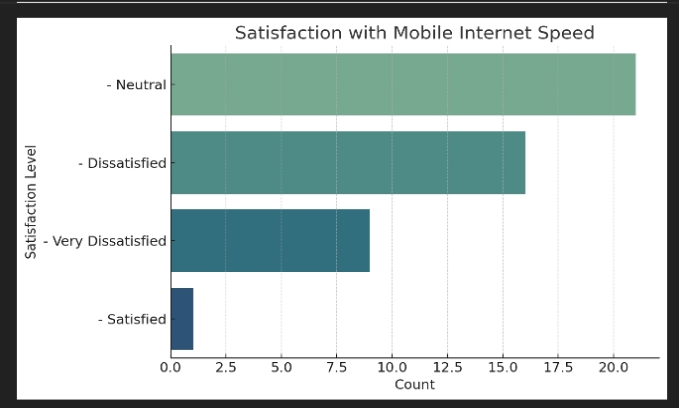 Satisfaction with Mobile Internet Speed
Satisfaction Level
- Neutral
- Dissatisfied
- Very Dissatisfied
- Satisfied
0.0 2.5 5.0 7.5 10.0 12.5 15.0 17.5 20.0
Count